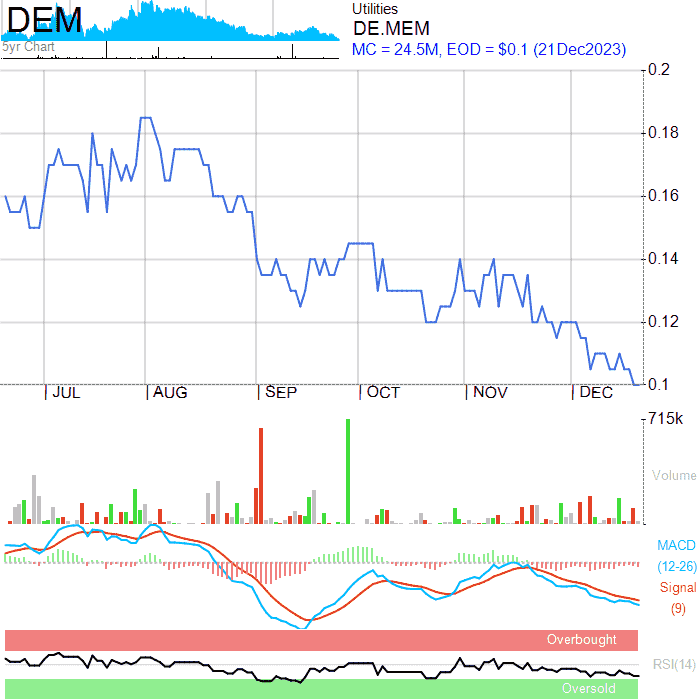 DEM
5yr Chart
Utilities
DE.MEM
MC = 24.5M, EOD = $0.1 (21Dec2023)
0.2
0.18
0.16
0.14
0.12
0.1
JUL
AUG
SEP
OCT
NOV
DEC
715k
Volume
MACD
(12-26)
Signal
(9)
Overbought
RSI(14)
Oversold